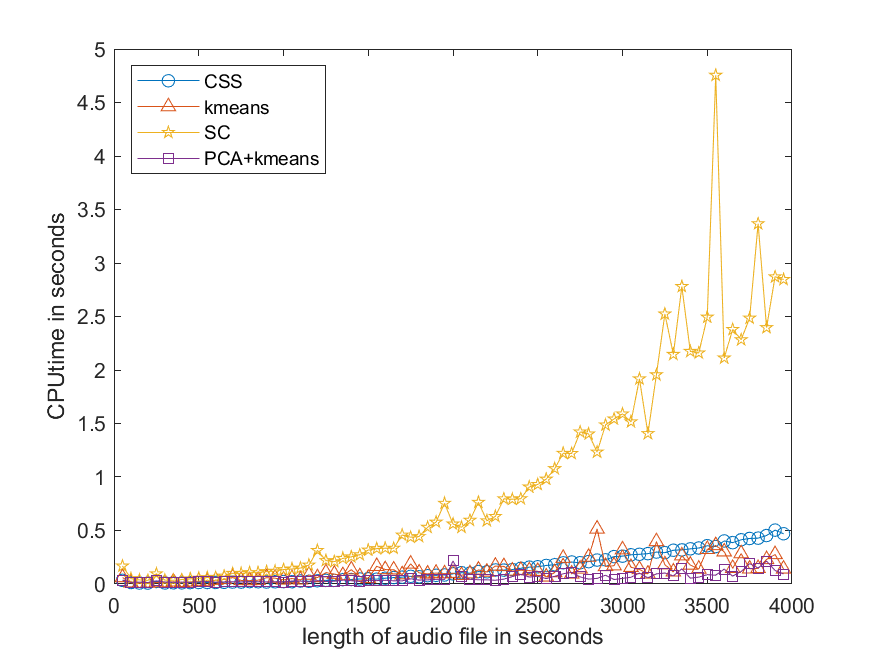 5
4.5
4
3.5
3
2.5
2
1.5
1
0.5
0
CPUtime in seconds
CSS
kmeans
SC
PCA+kmeans
0 500 1000 1500 2000 2500 3000 3500 4000
length of audio file in seconds